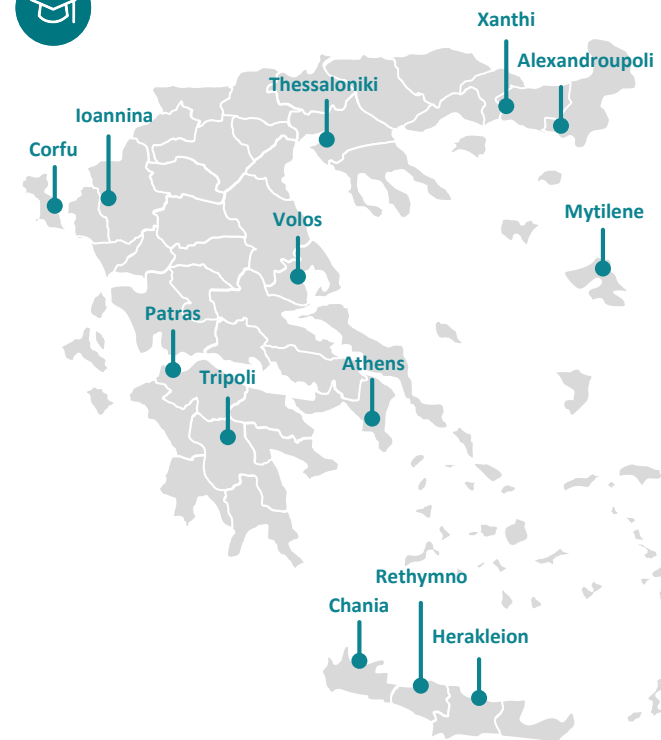 Xanthi
Alexandroupoli
Thessaloniki
Ioannina
Corfu
Mytilene
Volos
Patras
Athens
Tripoli
Rethymno
Chania
Herakleion